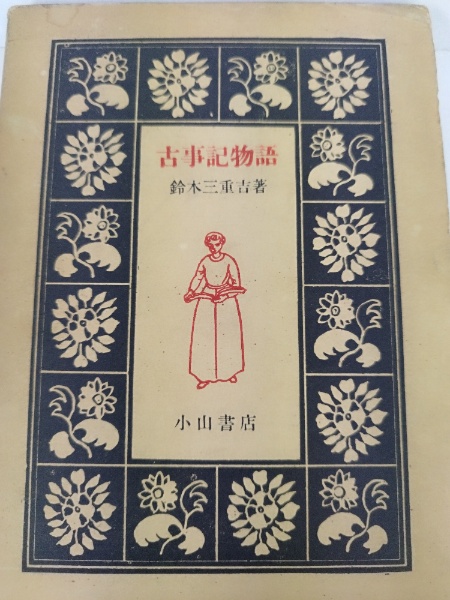 古事記物語
鈴木三重吉著
小山書店